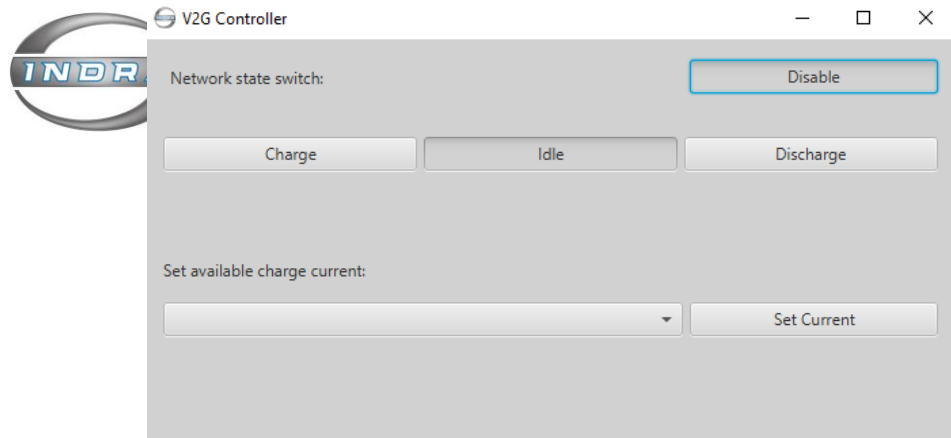 V2G Controller
INDR
Network state switch:
Disable
Charge
Idle
Discharge
Set available charge current:
Set Current